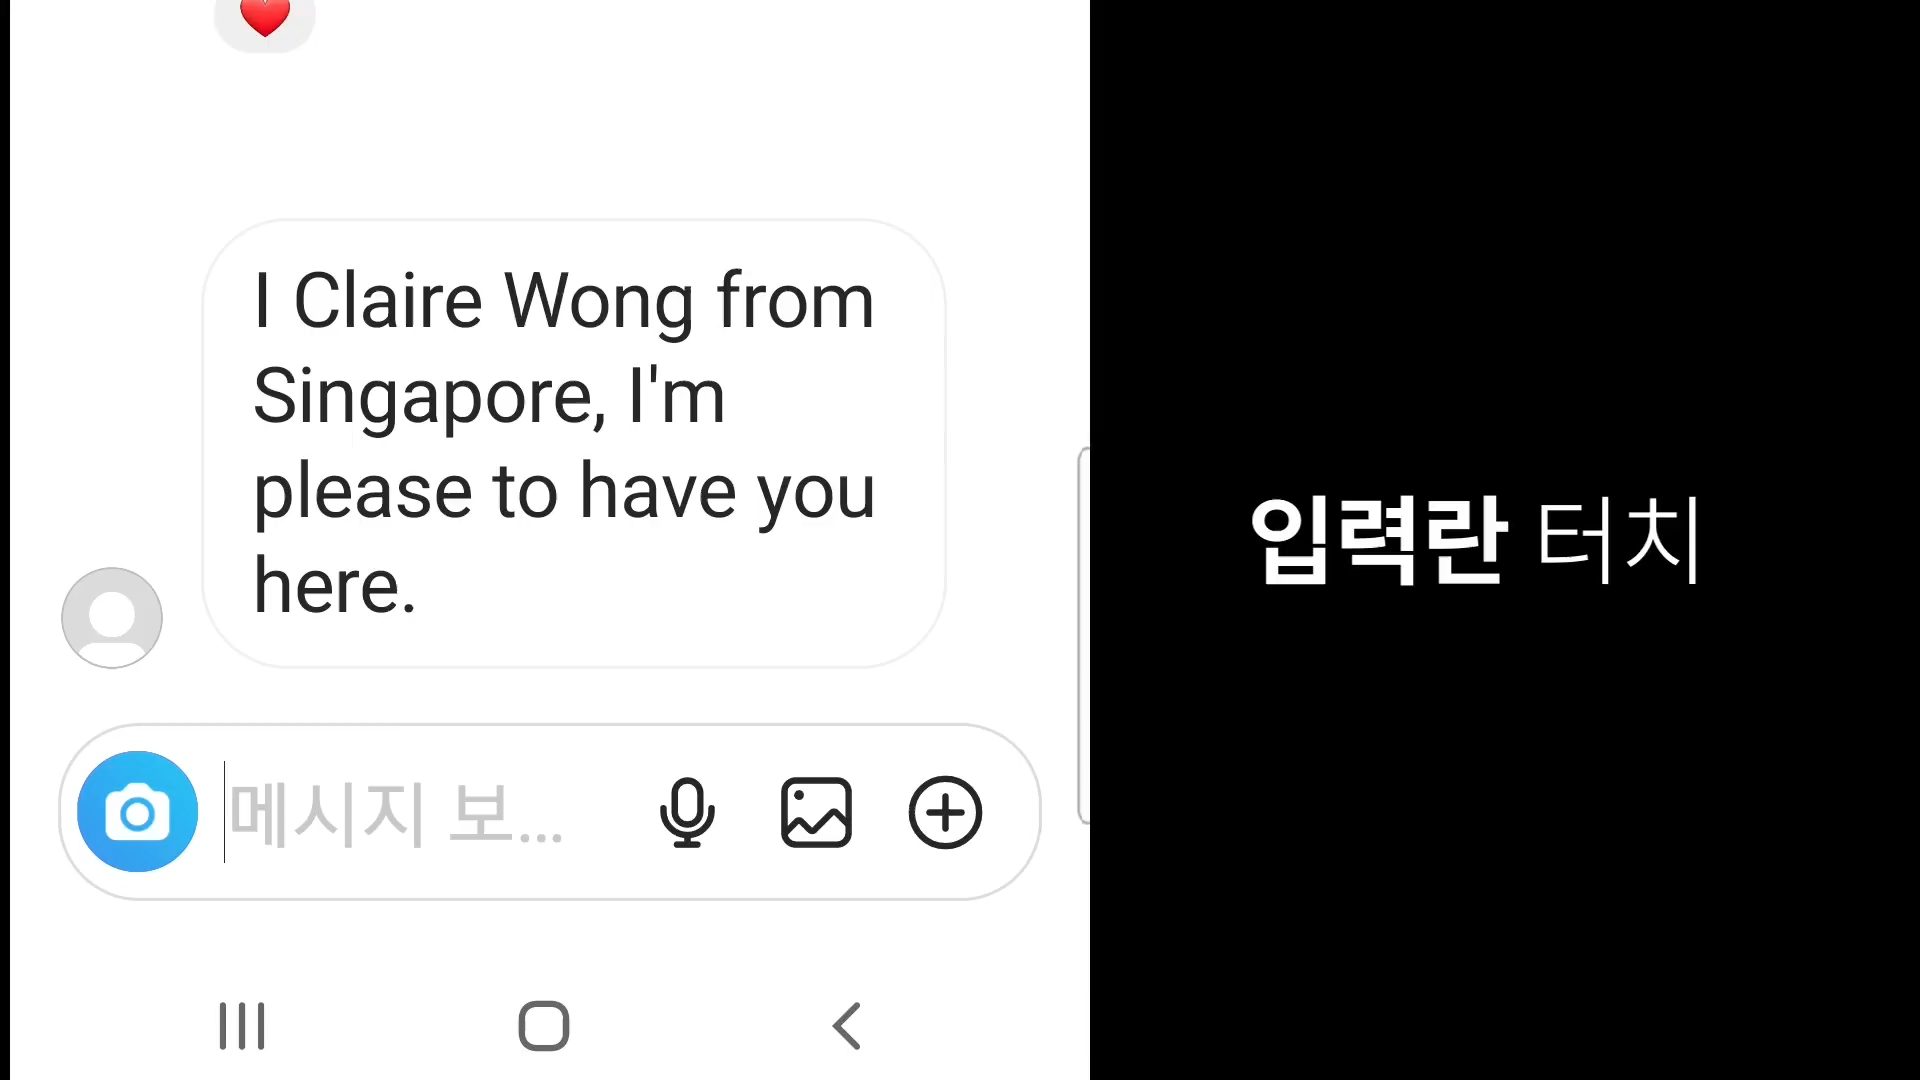 I Claire Wong from
Singapore, I'm
please to have you
here.
메시지 보...
입력란 터치